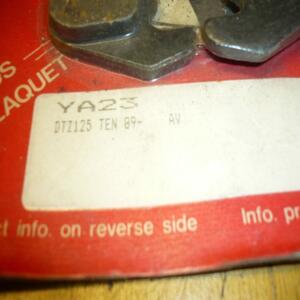 LAQUET
YA23
DTZ125 TEN 89- AV
ct info. on reverse side
Info. pr